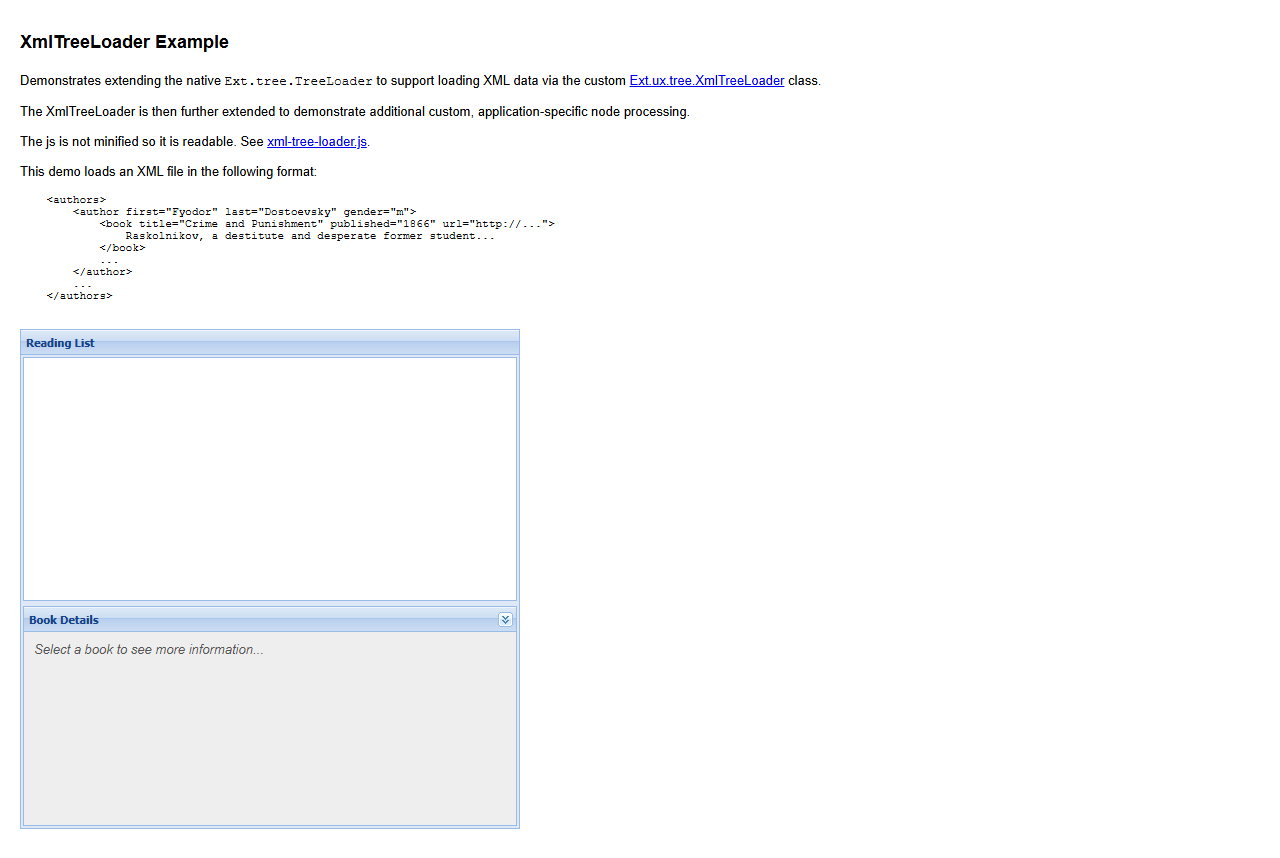 XmlTreeLoader Example
Demonstrates extending the native Ext.tree.TreeLoader to support loading XML data via the custom Ext.ux.tree.XmlTreeLoader class.
The XmlTreeLoader is then further extended to demonstrate additional custom, application-specific node processing.
The js is not minified so it is readable. See xml-tree-loader.js.
This demo loads an XML file in the following format:
<authors>
    <author first="Fyodor" last="Dostoevsky" gender="m">
        <book title="Crime and Punishment" published="1866" url="http://...">
            Raskolnikov, a destitute and desperate former student...
        </book>
        ...
    </author>
    ...
</authors>
Reading List
Book Details
Select a book to see more information...